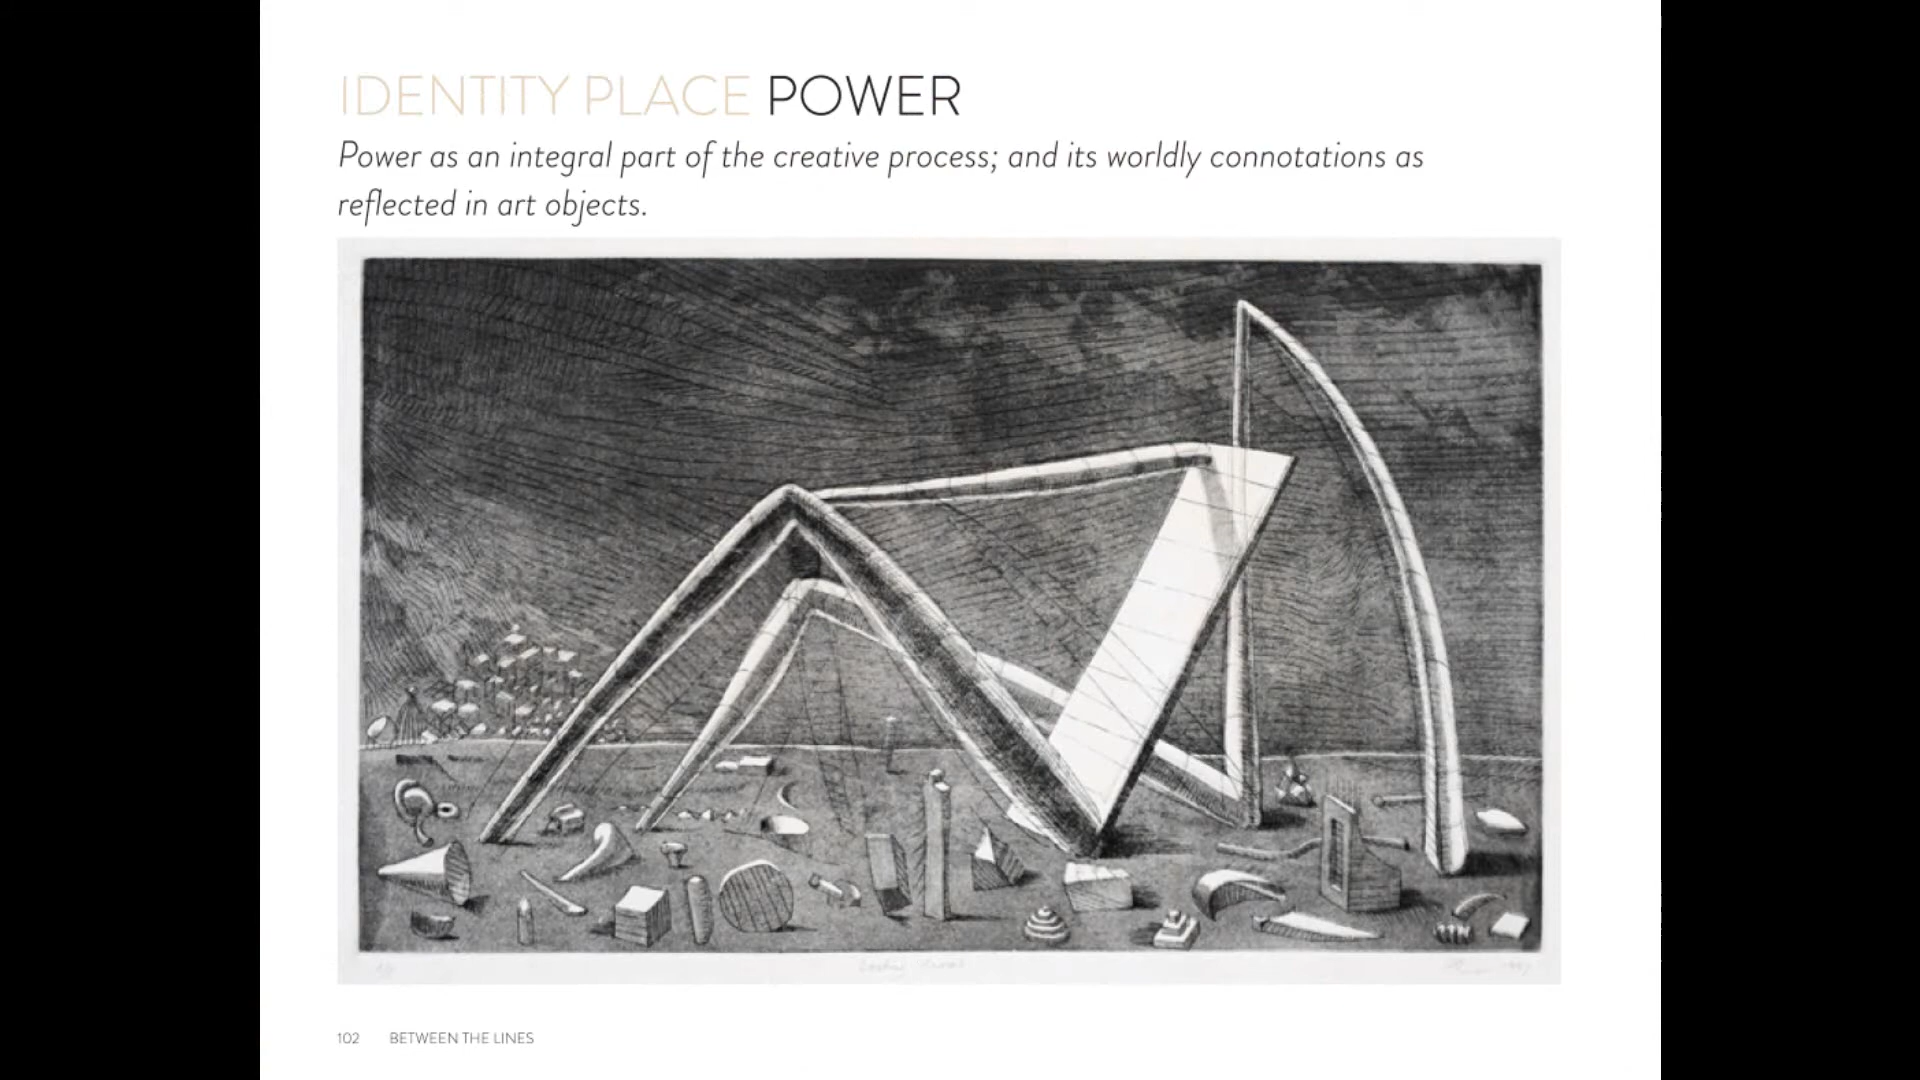 IDENTITY PLACE POWER
Power as an integral part of the creative process; and its worldly connotations as
reflected in art objects.
102 BETWEEN THE LINES